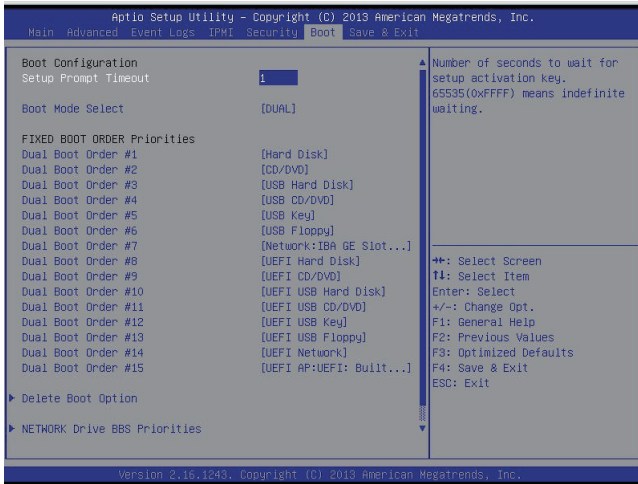 Aptio Setup Utility – Copyright (C) 2013 American Megatrends, Inc.
Main Advanced Event Logs IPMI Security Boot Save & Exit
Boot Configuration
Setup Prompt Timeout 1
Boot Mode Select [DUAL]
FIXED BOOT ORDER Priorities
Dual Boot Order #1 [Hard Disk]
Dual Boot Order #2 [CD/DVD]
Dual Boot Order #3 [USB Hard Disk]
Dual Boot Order #4 [USB CD/DVD]
Dual Boot Order #5 [USB Key]
Dual Boot Order #6 [USB Floppy]
Dual Boot Order #7 [Network:IBA GE Slot...]
Dual Boot Order #8 [UEFI Hard Disk]
Dual Boot Order #9 [UEFI CD/DVD]
Dual Boot Order #10 [UEFI USB Hard Disk]
Dual Boot Order #11 [UEFI USB CD/DVD]
Dual Boot Order #12 [UEFI USB Key]
Dual Boot Order #13 [UEFI USB Floppy]
Dual Boot Order #14 [UEFI Network]
Dual Boot Order #15 [UEFI AP:UEFI: Built...]
Delete Boot Option
NETWORK Drive BBS Priorities
Number of seconds to wait for
setup activation key.
65535(0xFFFF) means indefinite
waiting.
→←: Select Screen
↑↓: Select Item
Enter: Select
+/-: Change Opt.
F1: General Help
F2: Previous Values
F3: Optimized Defaults
F4: Save & Exit
ESC: Exit
Version 2.16.1243. Copyright (C) 2013 American Megatrends, Inc.